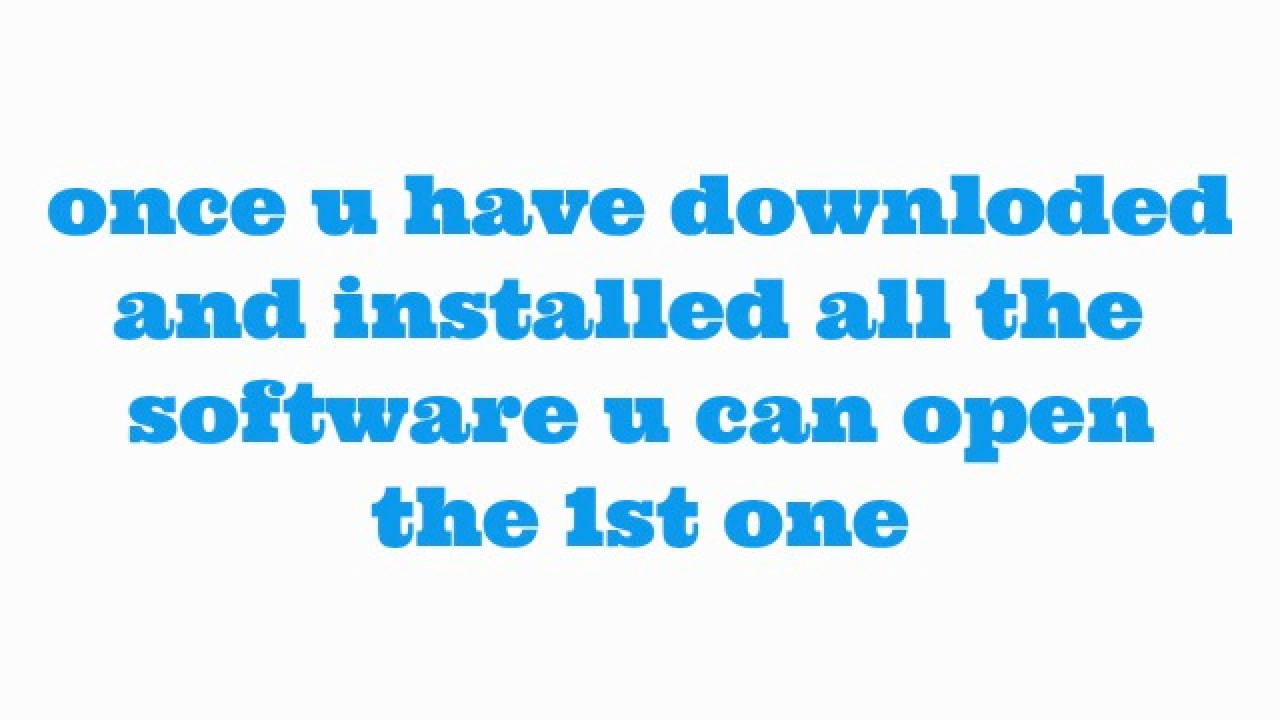 once u have downloded
and installed all the
software u can open
the 1st one